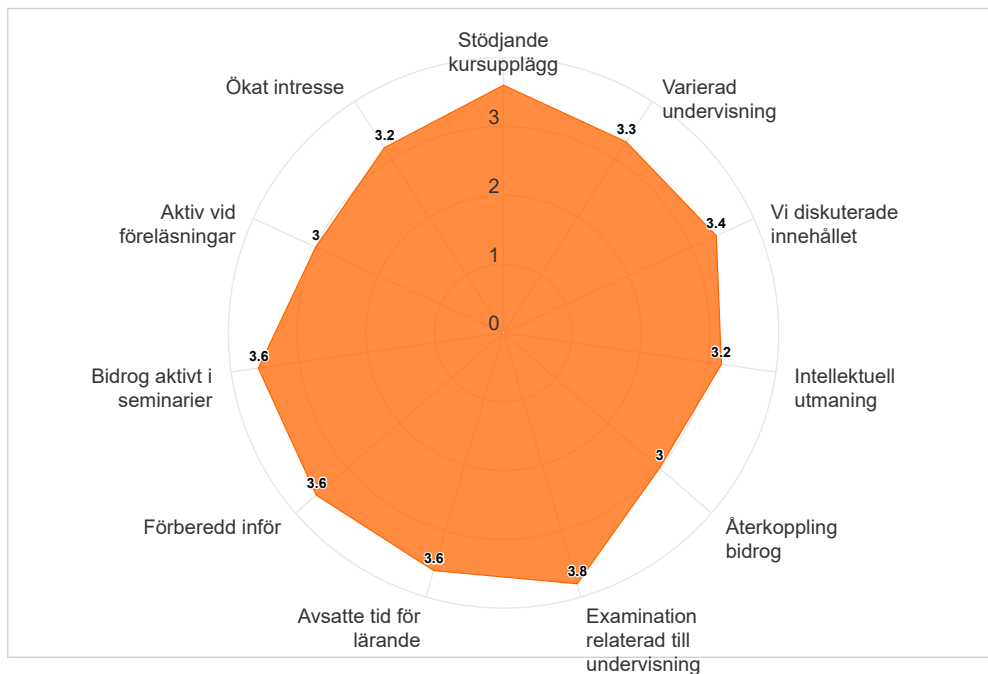 Stödjande
kursupplägg
Ökat intresse
Varierad
undervisning
3.2
3
3.3
Aktiv vid
föreläsningar
3
2
3.4
Vi diskuterade
innehållet
1
0
Bidrog aktivt i
seminarier
3.6
3.2
Intellektuell
utmaning
Förberedd inför
3.6
3
Återkoppling
bidrog
3.6
3.8
Avsatte tid för
lärande
Examination
relaterad till
undervisning